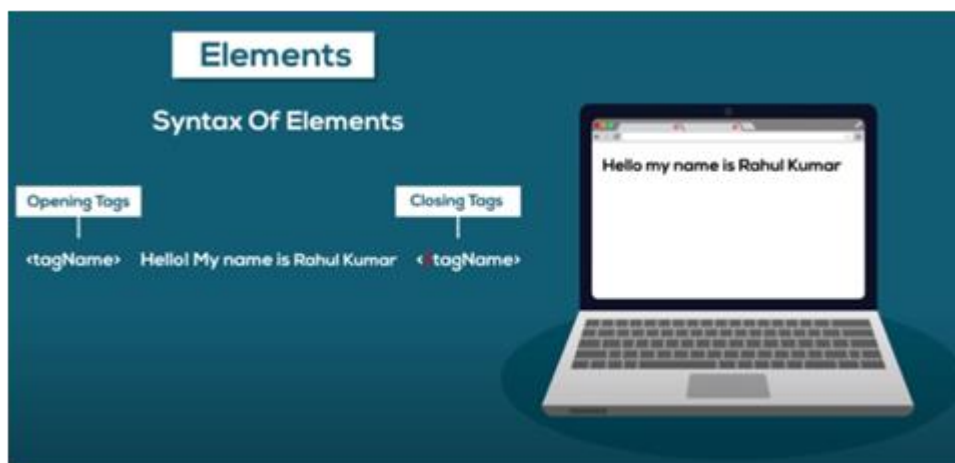 Elements
Syntax Of Elements
Opening Tags
Closing Tags
<tagName> Hello! My name is Rahul Kumar </tagName>
Hello my name is Rahul Kumar